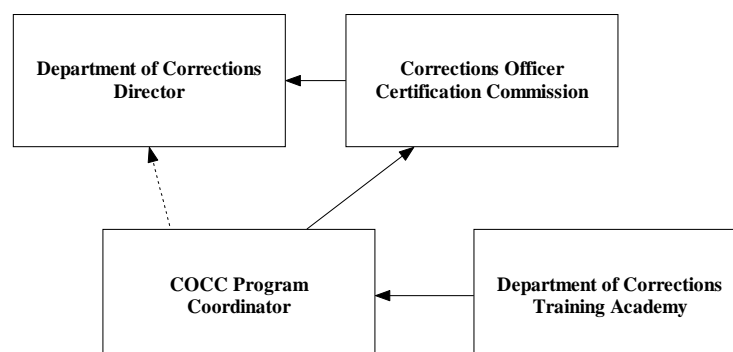 Department of Corrections
Director
Corrections Officer
Certification Commission
COCC Program
Coordinator
Department of Corrections
Training Academy